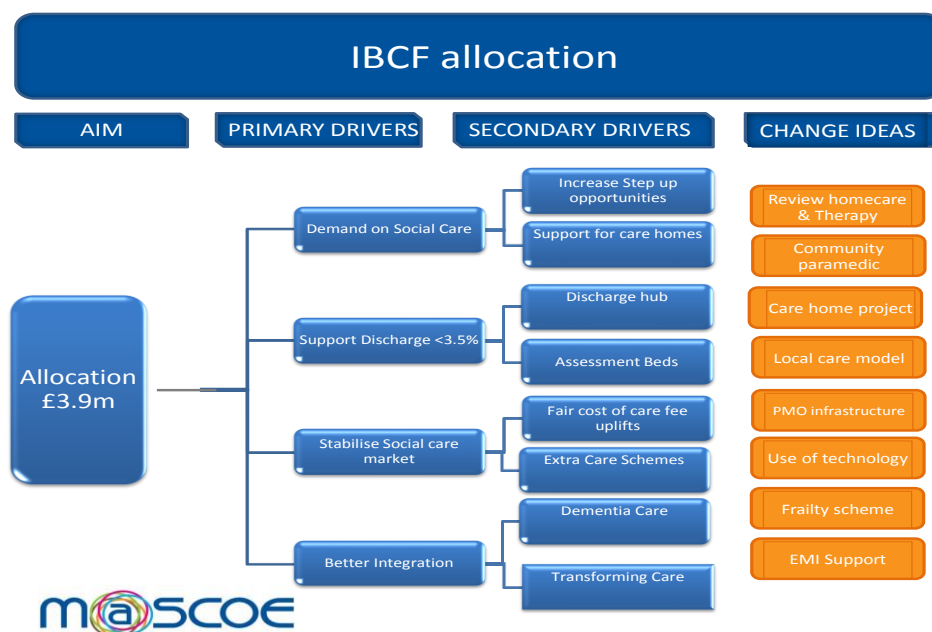 IBCF allocation
AIM
PRIMARY DRIVERS
SECONDARY DRIVERS
CHANGE IDEAS
Allocation
£3.9m
Demand on Social Care
Support Discharge <3.5%
Stabilise Social care
market
Better Integration
Increase Step up
opportunities
Support for care homes
Discharge hub
Assessment Beds
Fair cost of care fee
uplifts
Extra Care Schemes
Dementia Care
Transforming Care
Review homecare
& Therapy
Community
paramedic
Care home project
Local care model
PMO infrastructure
Use of technology
Frailty scheme
EMI Support
m@scoe